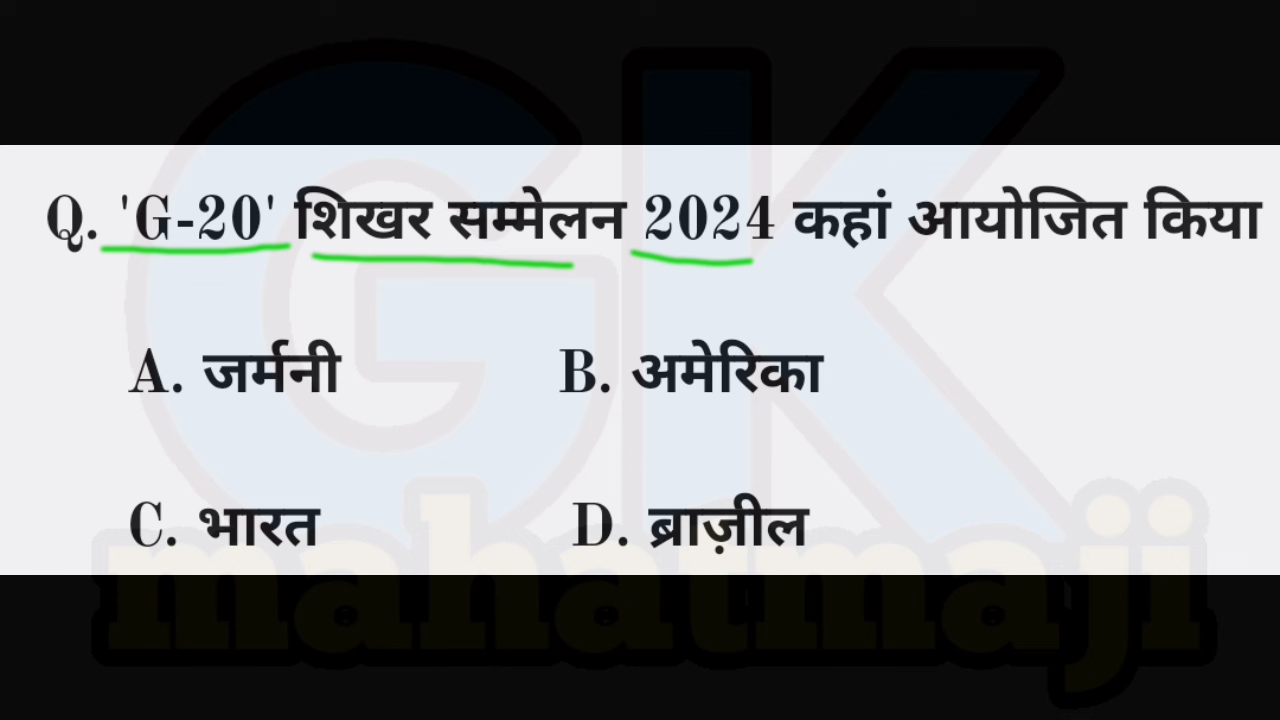 Q. 'G-20' शिखर सम्मेलन 2024 कहां आयोजित किया
A. जर्मनी B. अमेरिका
C. भारत D. ब्राज़ील
GK
mahatmaji